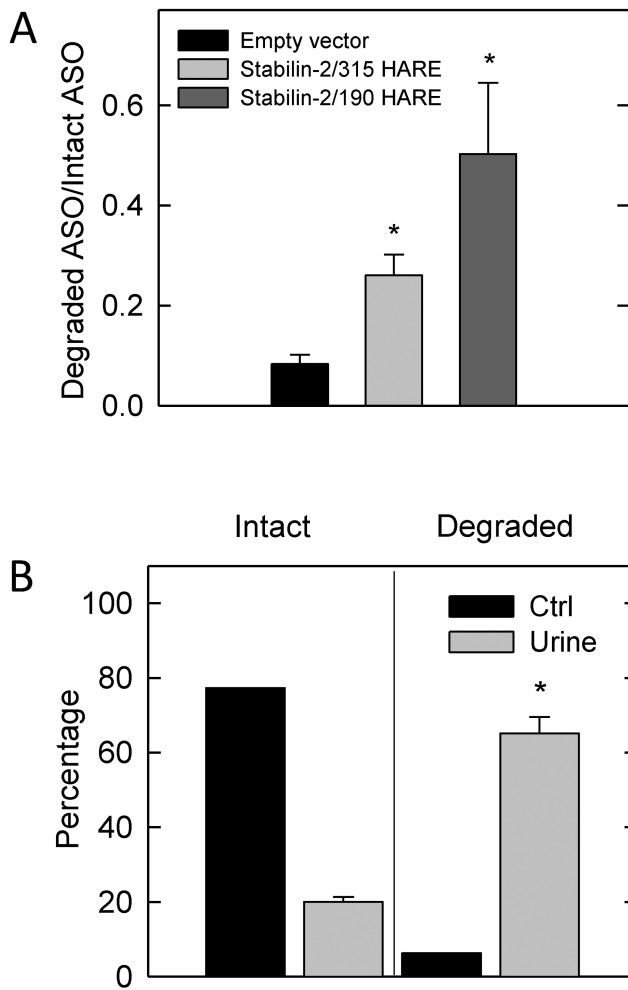 A
Empty vector
Stabilin-2/315 HARE
Stabilin-2/190 HARE
*
*
Degraded ASO/Intact ASO
0.6
0.4
0.2
0.0
Intact
Degraded
B
Ctrl
Urine
*
Percentage
100
80
60
40
20
0